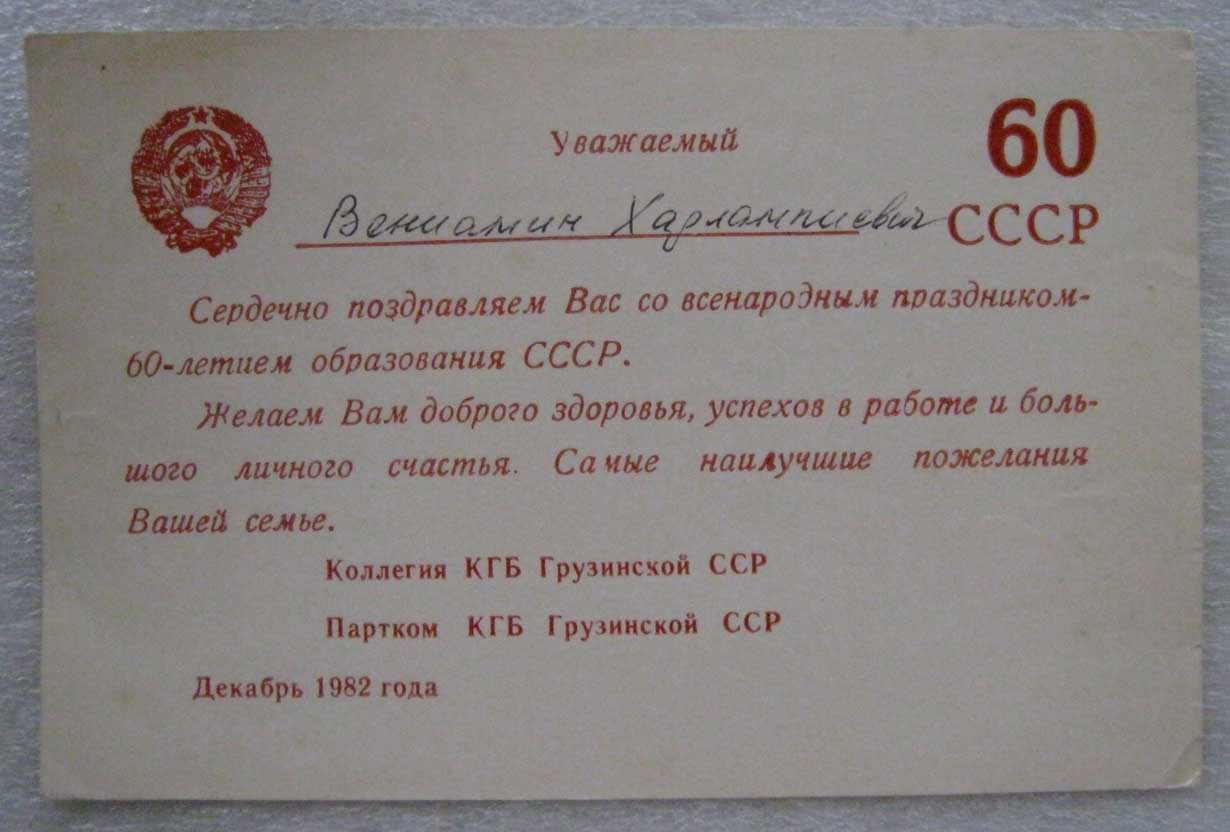 Уважаемый
60
Вениамин Харлампиевич
СССР
Сердечно поздравляем Вас со всенародным праздником-
60-летием образования СССР.
Желаем Вам доброго здоровья, успехов в работе и боль-
шого личного счастья. Самые наилучшие пожелания
Вашей семье.
Коллегия КГБ Грузинской ССР
Партком КГБ Грузинской ССР
Декабрь 1982 года